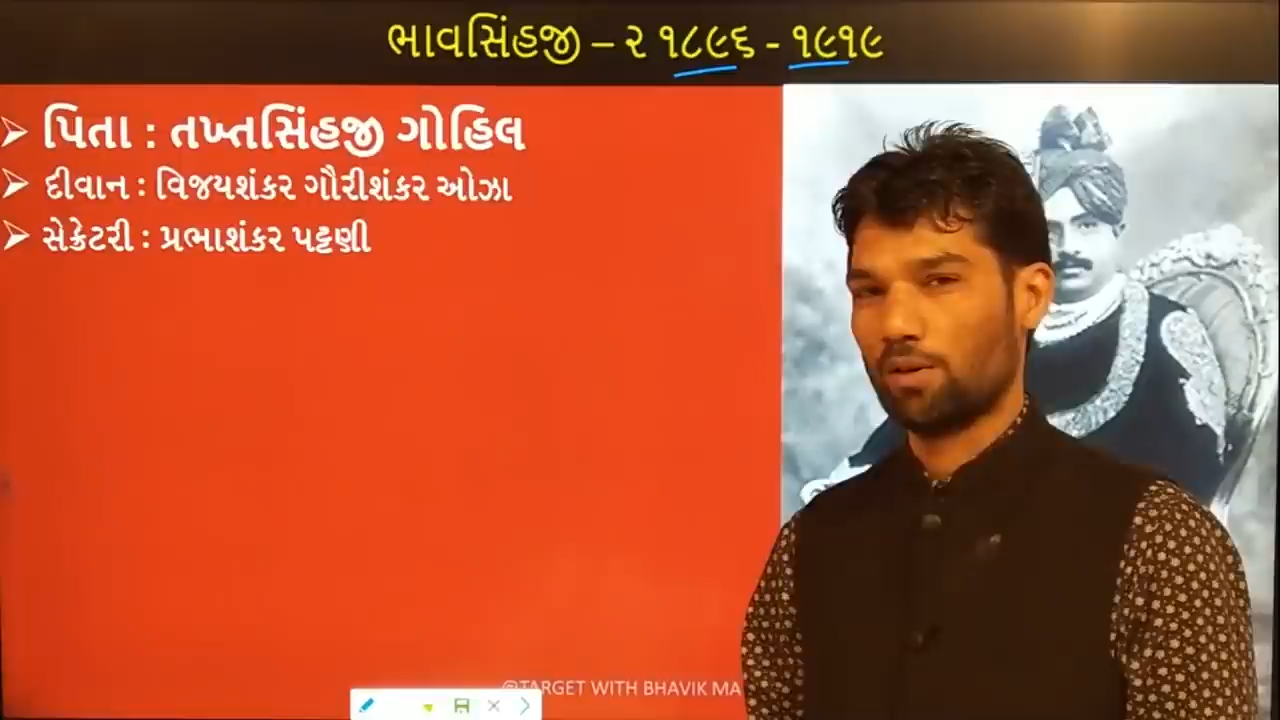 ભાવસિંહજી – ૨ ૧૮૯૬ - ૧૯૧૯
પિતા : તખ્તસિંહજી ગોહિલ
દીવાન : વિજયશંકર ગૌરીશંકર ઓઝા
સેક્રેટરી : પ્રભાશંકર પટ્ટણી
@TARGET WITH BHAVIK MA